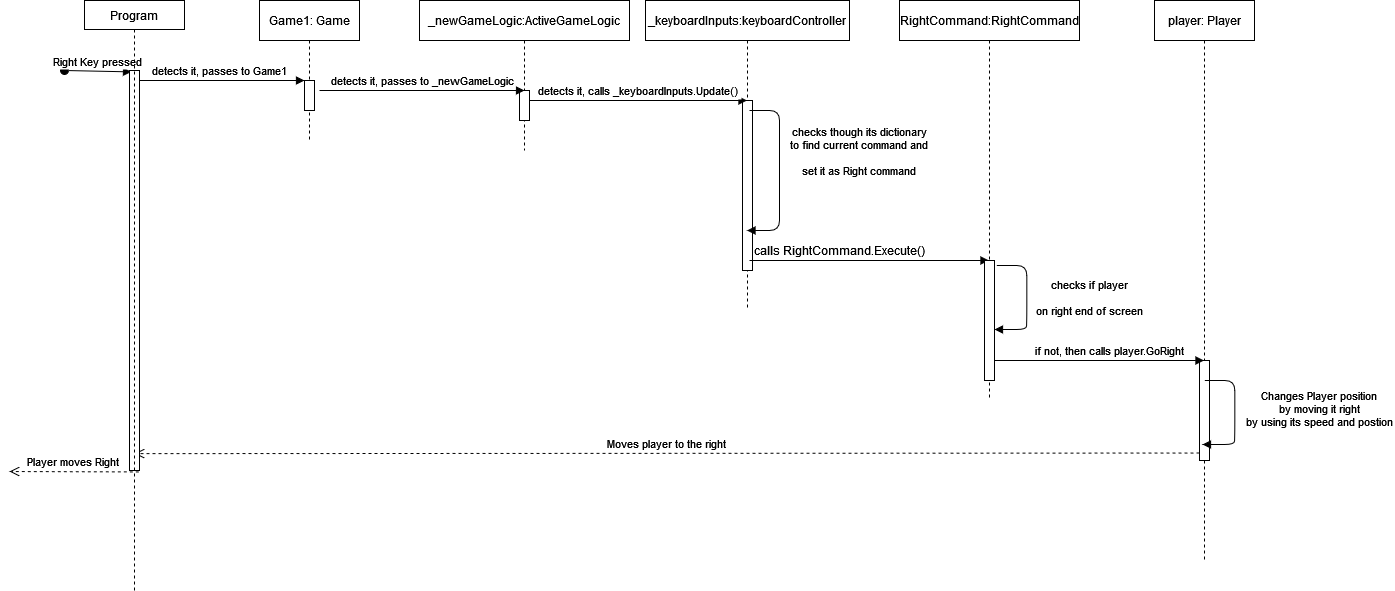 Program
Game1: Game
_newGameLogic:ActiveGameLogic
_keyboardInputs:keyboardController
RightCommand:RightCommand
player: Player
Right Key pressed
detects it, passes to Game1
detects it, passes to _newGameLogic
detects it, calls _keyboardInputs.Update()
checks though its dictionary
to find current command and
set it as Right command
calls RightCommand.Execute()
checks if player
on right end of screen
if not, then calls player.GoRight
Changes Player position
by moving it right
by using its speed and postion
Moves player to the right
Player moves Right